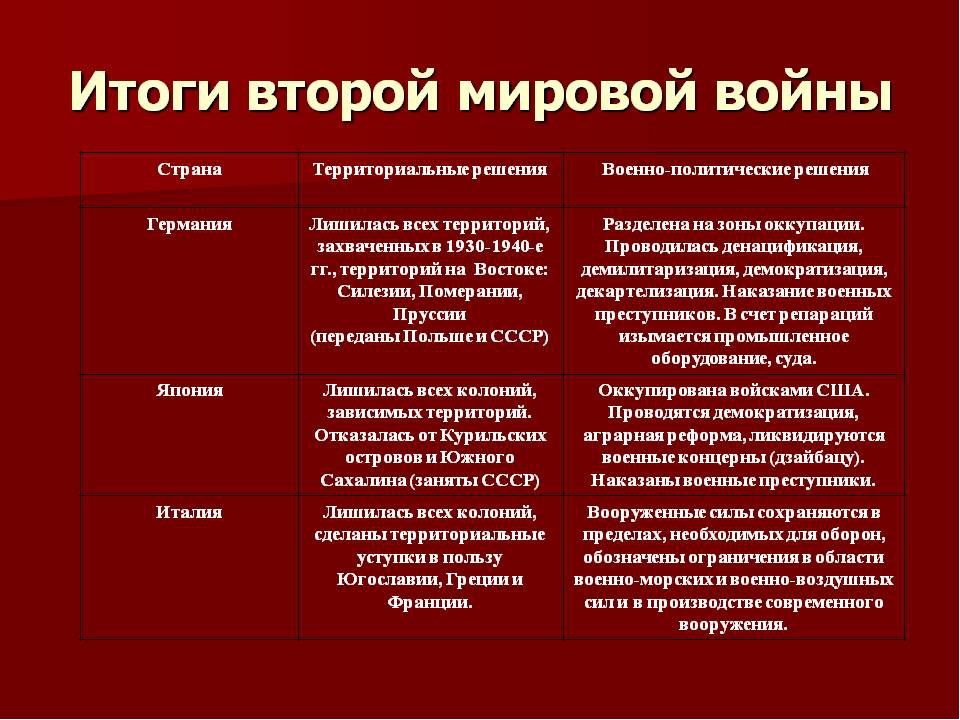 Итоги второй мировой войны
Страна
Территориальные решения
Военно-политические решения
Германия
Лишилась всех территорий,
захваченных в 1930-1940-е
гг., территорий на Востоке:
Силезии, Померании,
Пруссии
(переданы Польше и СССР)
Разделена на зоны оккупации.
Проводилась денацификация,
демилитаризация, демократизация,
декартелизация. Наказание военных
преступников. В счет репараций
изымается промышленное
оборудование, суда.
Япония
Лишилась всех колоний,
зависимых территорий.
Отказалась от Курильских
островов и Южного
Сахалина (заняты СССР)
Оккупирована войсками США.
Проводятся демократизация,
аграрная реформа, ликвидируются
военные концерны (дзайбацу).
Наказаны военные преступники.
Италия
Лишилась всех колоний,
сделаны территориальные
уступки в пользу
Югославии, Греции и
Франции.
Вооруженные силы сохраняются в
пределах, необходимых для оборон,
обозначены ограничения в области
военно-морских и военно-воздушных
сил и в производстве современного
вооружения.